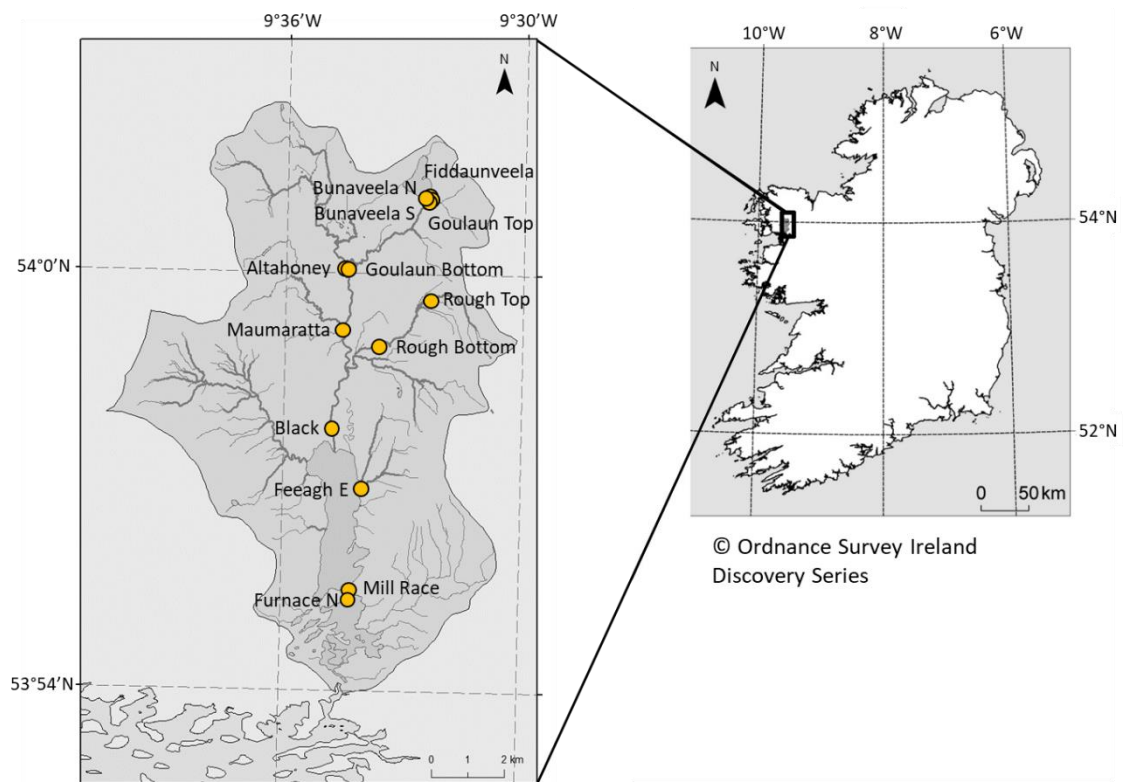 9°36'W
9°30'W
N
Fiddaunveela
Bunaveela N
Bunaveela S
Goulaun Top
54°0'N
Altahoney
Goulaun Bottom
Rough Top
Maumaratta
Rough Bottom
Black
Feeagh E
Mill Race
Furnace N
53°54'N
0 1 2 km
10°W
8°W
6°W
N
54°N
52°N
0 50 km
© Ordnance Survey Ireland
Discovery Series